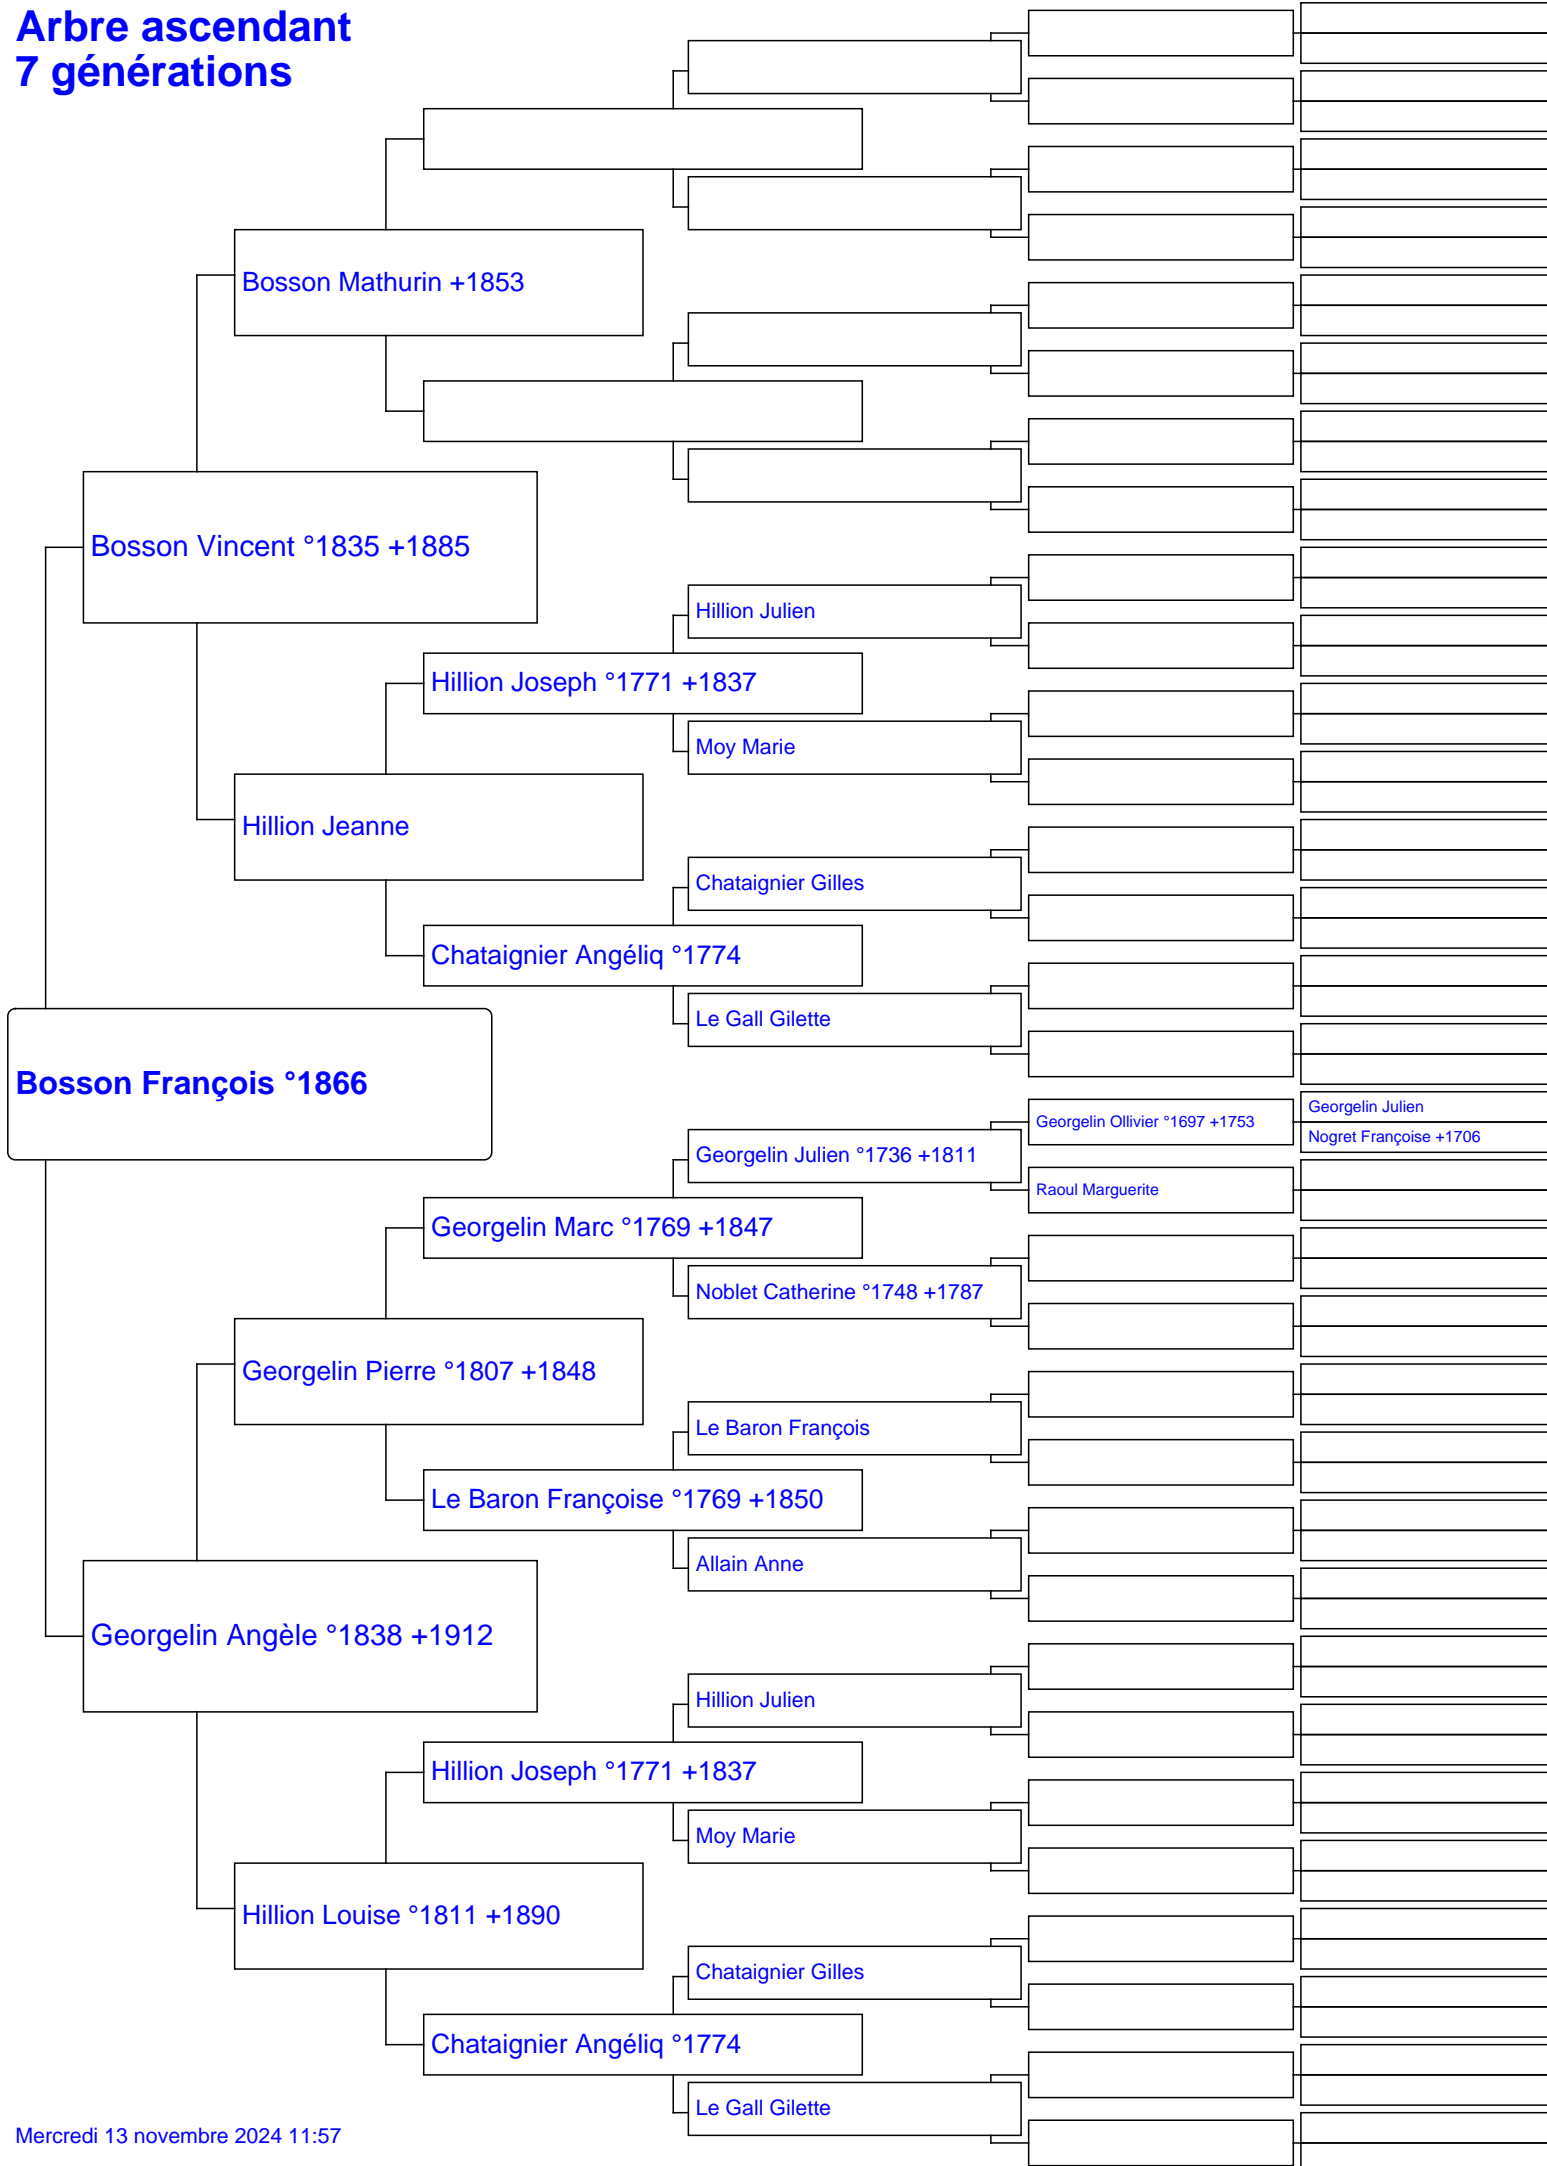 Arbre ascendant
7 générations
Bosson Mathurin +1853
Bosson Vincent °1835 +1885
Hillion Julien
Hillion Joseph °1771 +1837
Moy Marie
Hillion Jeanne
Chataignier Gilles
Chataignier Angéliq °1774
Le Gall Gilette
Bosson François °1866
Georgelin Julien
Georgelin Ollivier °1697 +1753
Nogret Françoise +1706
Georgelin Julien °1736 +1811
Raoul Marguerite
Georgelin Marc °1769 +1847
Noblet Catherine °1748 +1787
Georgelin Pierre °1807 +1848
Le Baron François
Le Baron Françoise °1769 +1850
Allain Anne
Georgelin Angèle °1838 +1912
Hillion Julien
Hillion Joseph °1771 +1837
Moy Marie
Hillion Louise °1811 +1890
Chataignier Gilles
Chataignier Angéliq °1774
Le Gall Gilette
Mercredi 13 novembre 2024 11:57